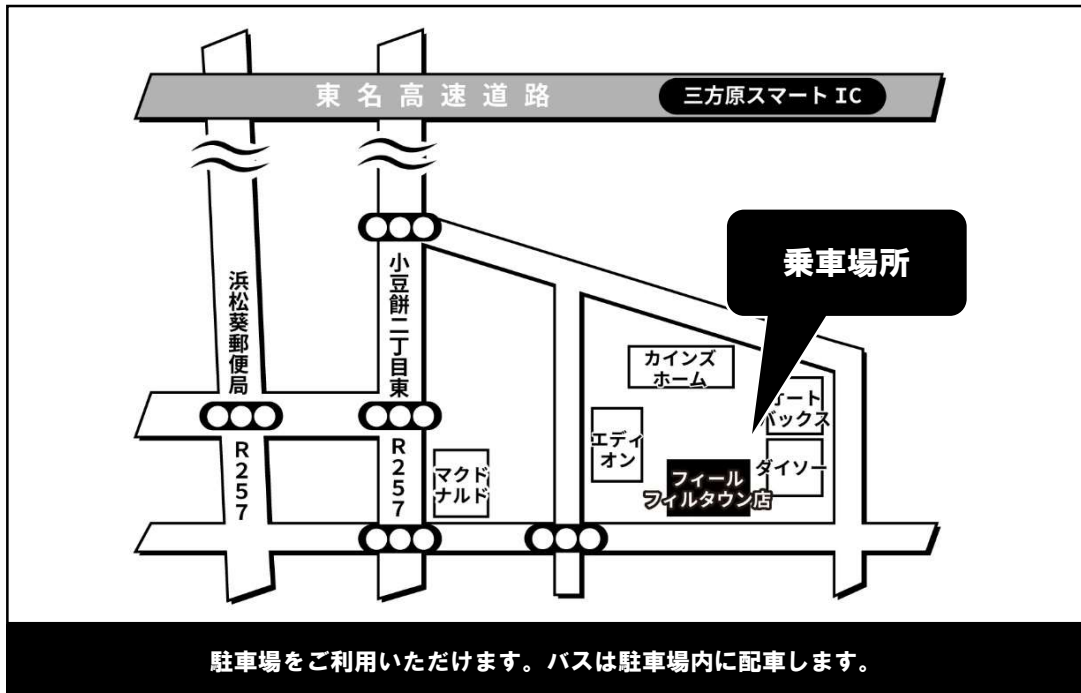 東名高速道路
三方原スマートIC
乗車場所
浜松葵郵便局
小豆餅二丁目東
カインズ
ホーム
オート
バックス
エディ
オン
R257
R257
マクド
ナルド
フィール
フィルタウン店
ダイソー
駐車場をご利用いただけます。バスは駐車場内に配車します。